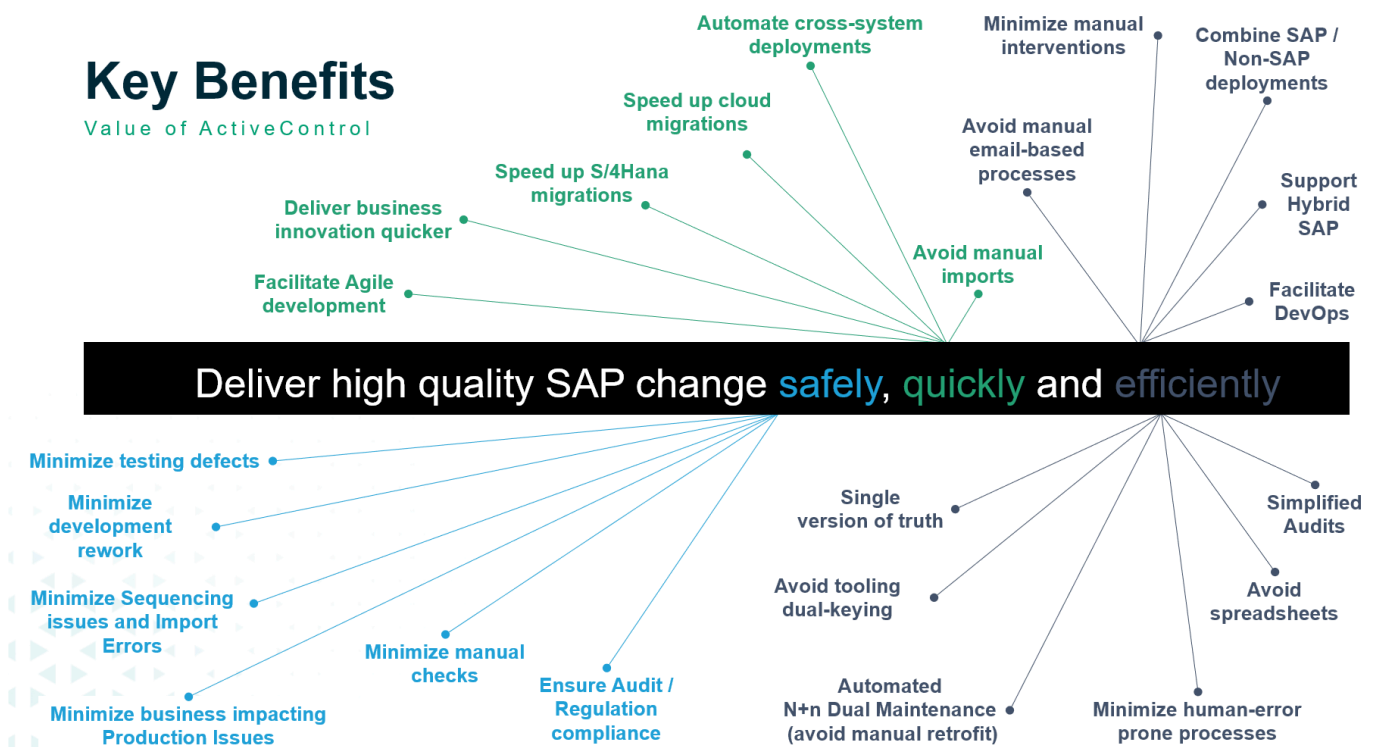 Key Benefits
Value of ActiveControl
Automate cross-system
deployments
Speed up cloud
migrations
Speed up S/4Hana
migrations
Deliver business
innovation quicker
Facilitate Agile
development
Avoid manual
imports
Minimize manual
interventions
Combine SAP /
Non-SAP
deployments
Avoid manual
email-based
processes
Support
Hybrid
SAP
Facilitate
DevOps
Deliver high quality SAP change safely, quickly and efficiently
Minimize testing defects
Minimize
development
rework
Minimize Sequencing
issues and Import
Errors
Minimize business impacting
Production Issues
Minimize manual
checks
Ensure Audit /
Regulation
compliance
Single
version of truth
Avoid tooling
dual-keying
Automated
N+n Dual Maintenance
(avoid manual retrofit)
Minimize human-error
prone processes
Avoid
spreadsheets
Simplified
Audits